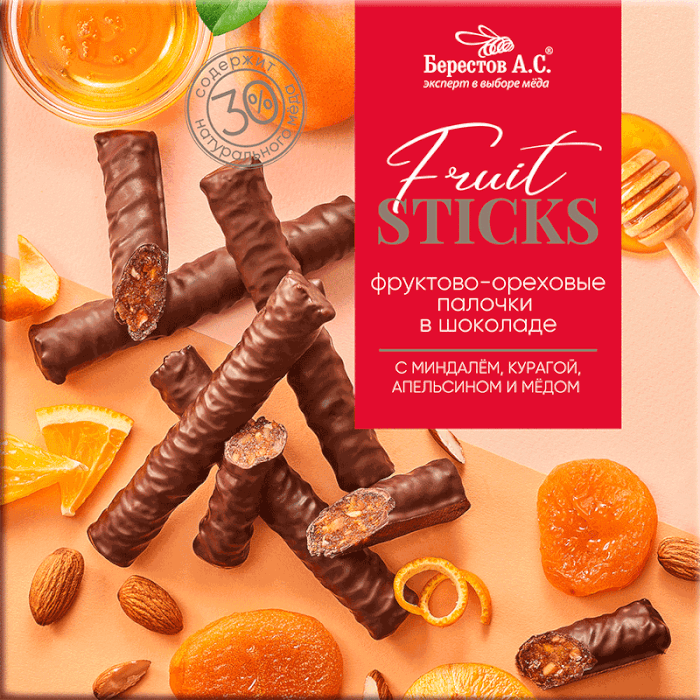 Берестов А.С.®
эксперт в выборе мёда
содержит
30%
натурального мёда
Fruit
STICKS
фруктово-ореховые
палочки
в шоколаде
С МИНДАЛЁМ, КУРАГОЙ,
АПЕЛЬСИНОМ И МЁДОМ